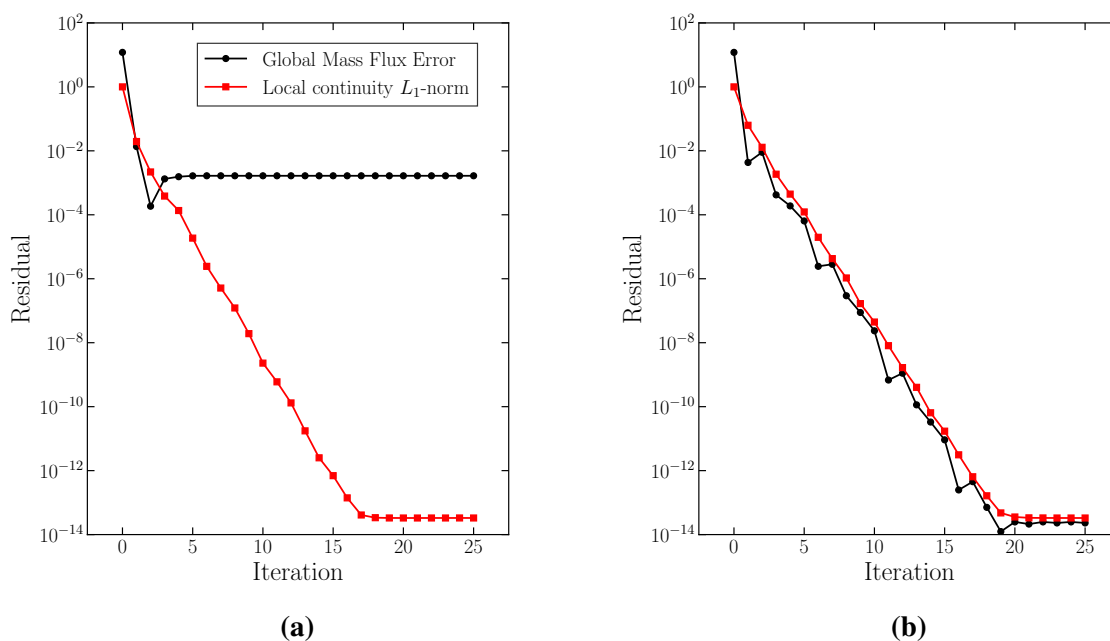 10^2
10^0
10^-2
10^-4
10^-6
10^-8
10^-10
10^-12
10^-14
Residual
Global Mass Flux Error
Local continuity L_1-norm
0 5 10 15 20 25
Iteration
(a)
10^2
10^0
10^-2
10^-4
10^-6
10^-8
10^-10
10^-12
10^-14
Residual
0 5 10 15 20 25
Iteration
(b)